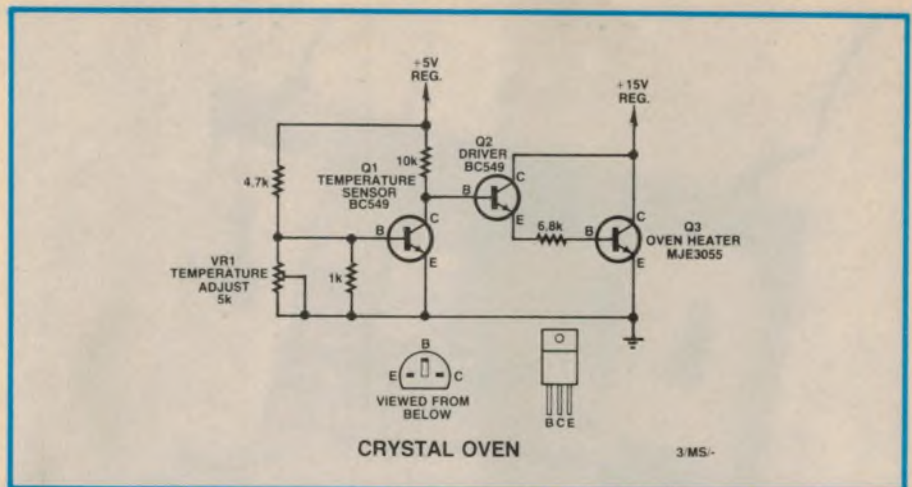 +5V
REG.
+15V
REG.
Q2
DRIVER
BC549
10k
Q1
TEMPERATURE
SENSOR
BC549
4.7k
C
B
C
B
E
6.8k
C
B
Q3
OVEN HEATER
MJE3055
E
E
VR1
TEMPERATURE
ADJUST
5k
1k
B
E
C
VIEWED FROM
BELOW
B C E
CRYSTAL OVEN
3/MS/-